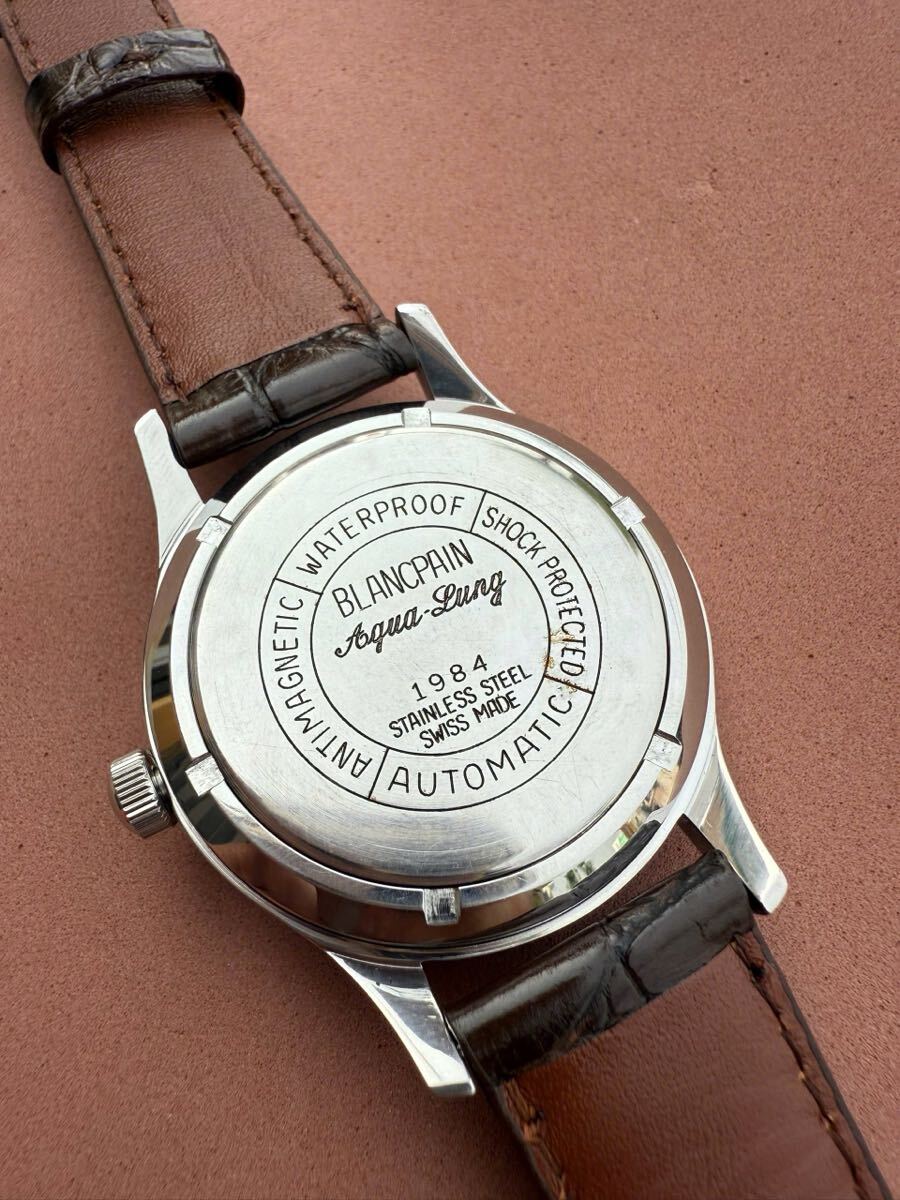 WATERPROOF
SHOCK PROTECTED
AUTOMATIC
ANTIMAGNETIC
BLANCPAIN
Aqua-Lung
1984
STAINLESS STEEL
SWISS MADE